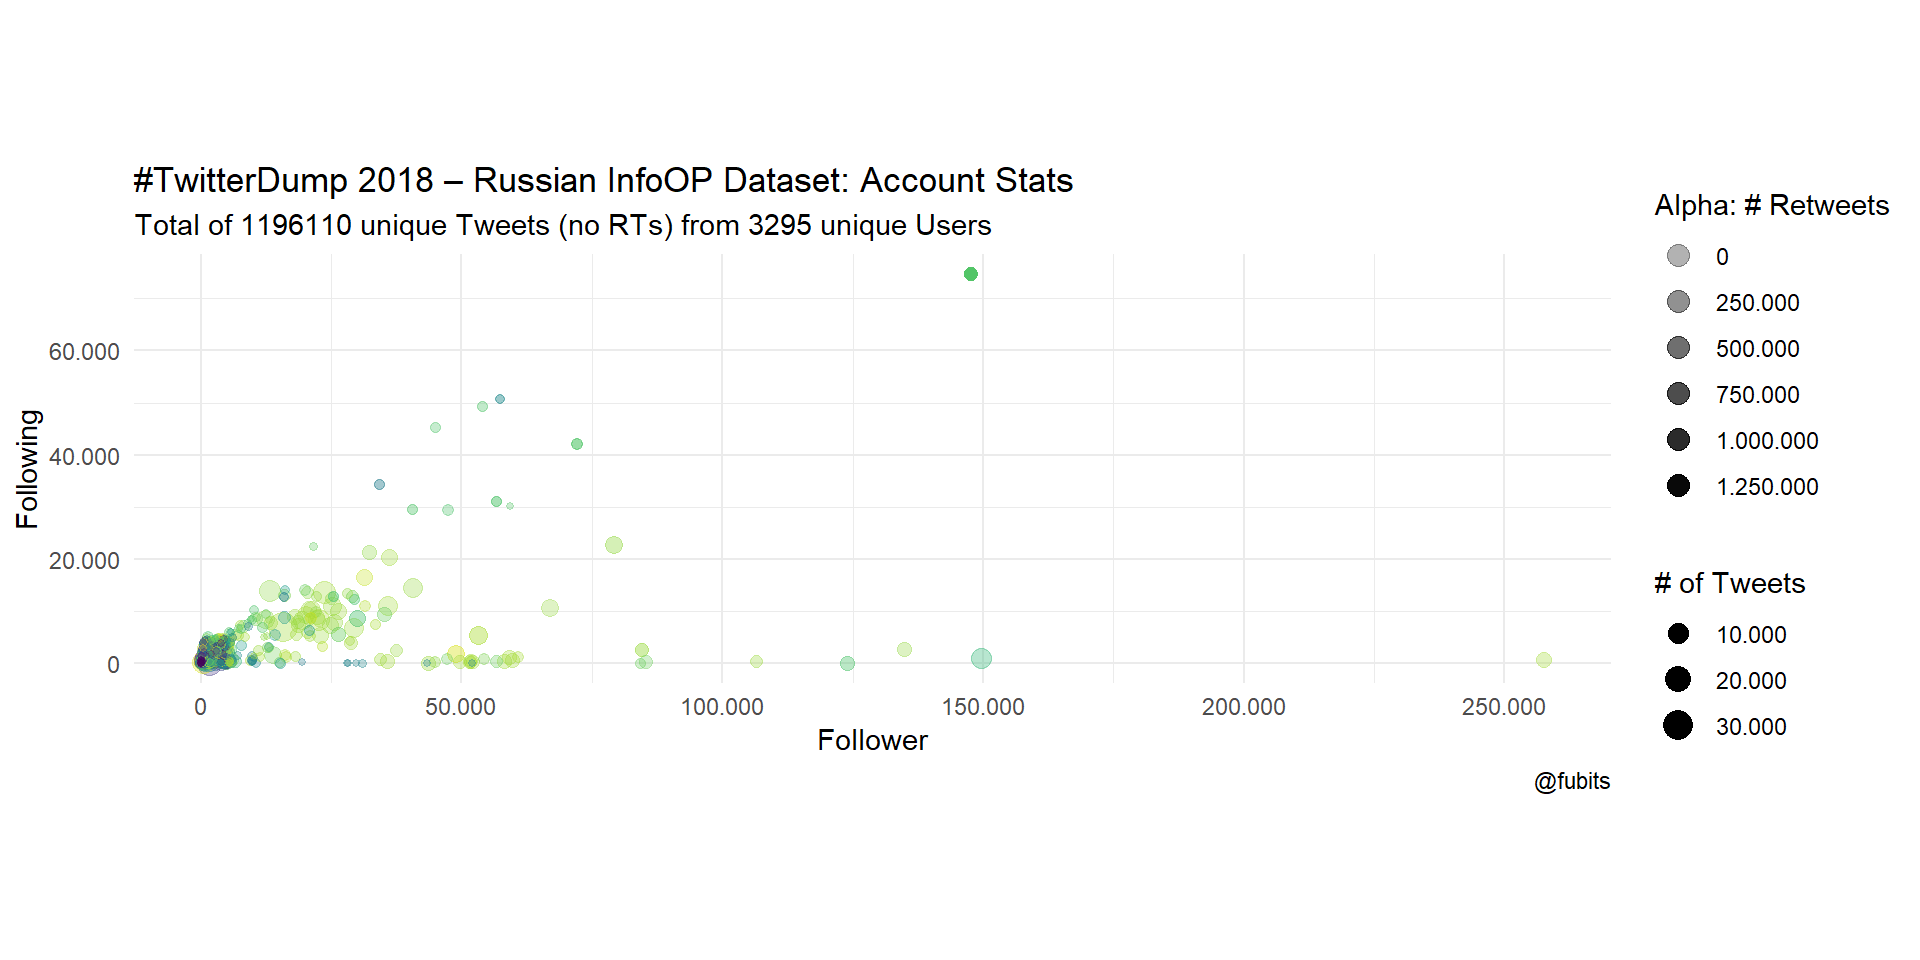 #TwitterDump 2018 – Russian InfoOP Dataset: Account Stats
Total of 1196110 unique Tweets (no RTs) from 3295 unique Users
Following
60.000
40.000
20.000
0
0
50.000
100.000
150.000
200.000
250.000
Follower
@fubits
Alpha: # Retweets
0
250.000
500.000
750.000
1.000.000
1.250.000
# of Tweets
10.000
20.000
30.000